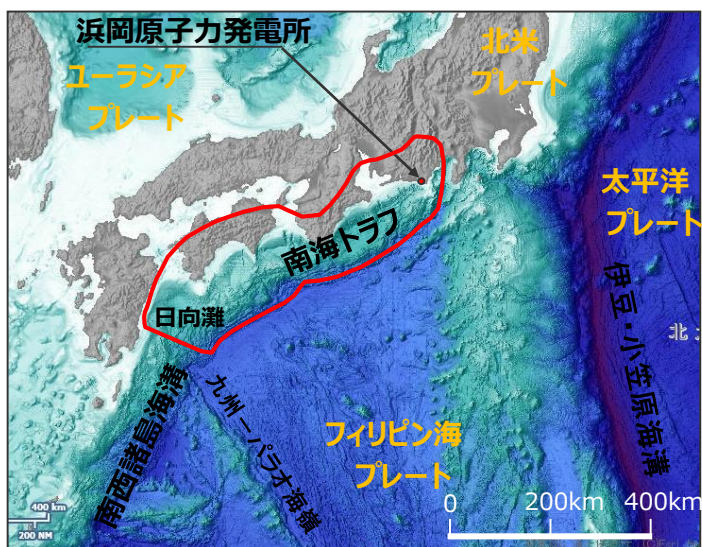 浜岡原子力発電所
北米
プレート
ユーラシア
プレート
太平洋
プレート
南海トラフ
日向灘
伊豆・小笠原海溝
北
南西諸島海溝
九州ーパラオ海嶺
フィリピン海
プレート
0 200km 400km
400 km
200 NM